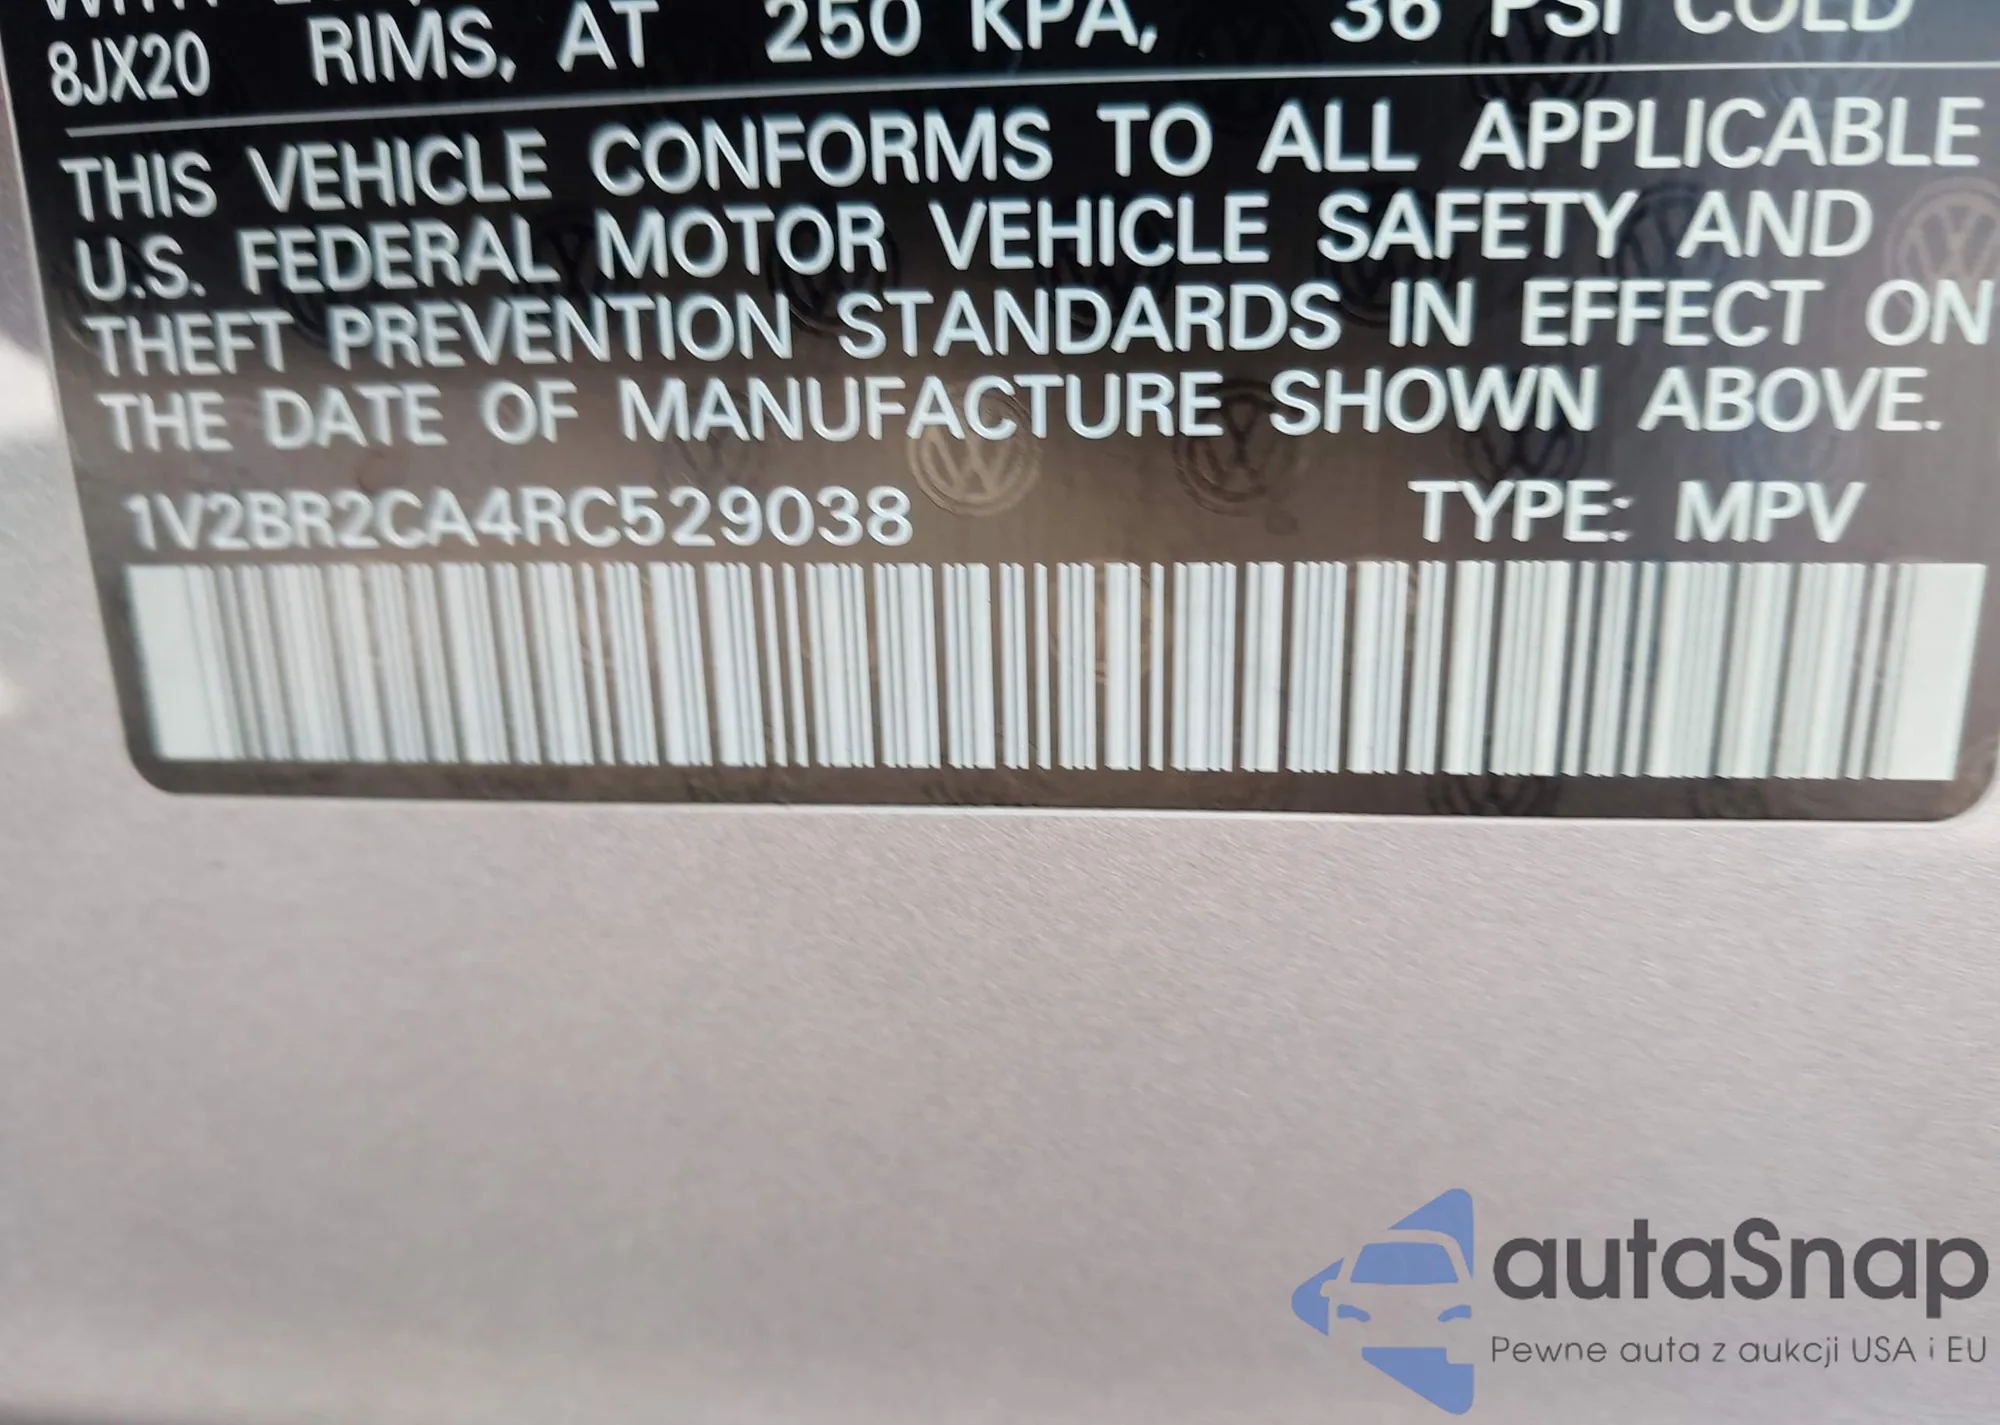 8JX20 RIMS, AT 250 KPA, 36 PSI COLD
THIS VEHICLE CONFORMS TO ALL APPLICABLE
U.S. FEDERAL MOTOR VEHICLE SAFETY AND
THEFT PREVENTION STANDARDS IN EFFECT ON
THE DATE OF MANUFACTURE SHOWN ABOVE.
1V2BR2CA4RC529038 TYPE: MPV
autaSnap
Pewne auta z aukcji USA i EU